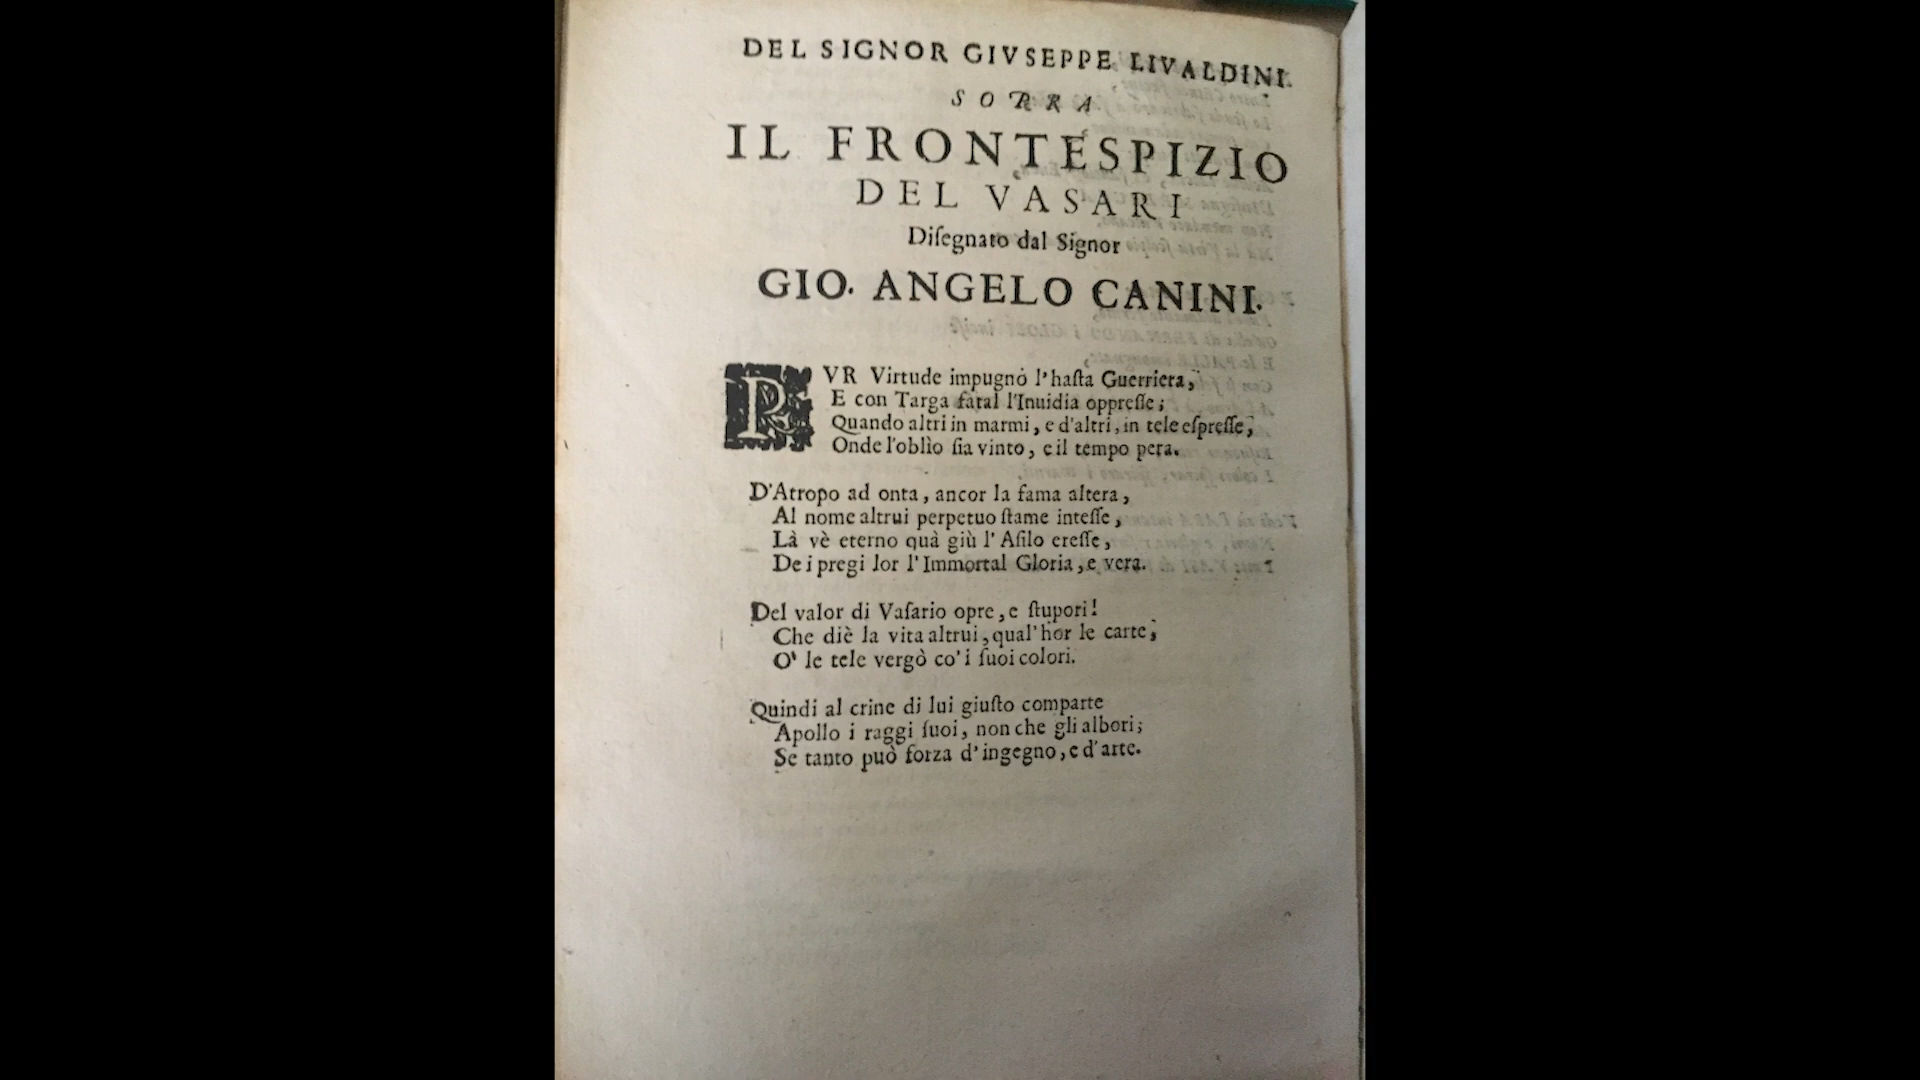 DEL SIGNOR GIVSEPPE LIVALDINI.
SOPRA
IL FRONTESPIZIO
DEL VASARI
Diſegnato dal Signor
GIO. ANGELO CANINI.
PVR Virtude impugnò l'haſta Guerriera,
E con Targa fatal l'Inuidia oppreſſe;
Quando altri in marmi, e d'altri, in tele eſpreſſe,
Onde l'oblìo ſia vinto, e il tempo pera.
D'Atropo ad onta, ancor la fama altera,
Al nome altrui perpetuo ſtame inteſſe,
Là vè eterno quà giù l'Aſilo ereſſe,
De i pregi lor l'Immortal Gloria, e vera.
Del valor di Vaſario opre, e ſtupori!
Che diè la vita altrui, qual'hor le carte,
O' le tele vergò co'i ſuoi colori.
Quindi al crine di lui giuſto comparte
Apollo i raggi ſuoi, non che gli albori;
Se tanto può forza d'ingegno, e d'arte.